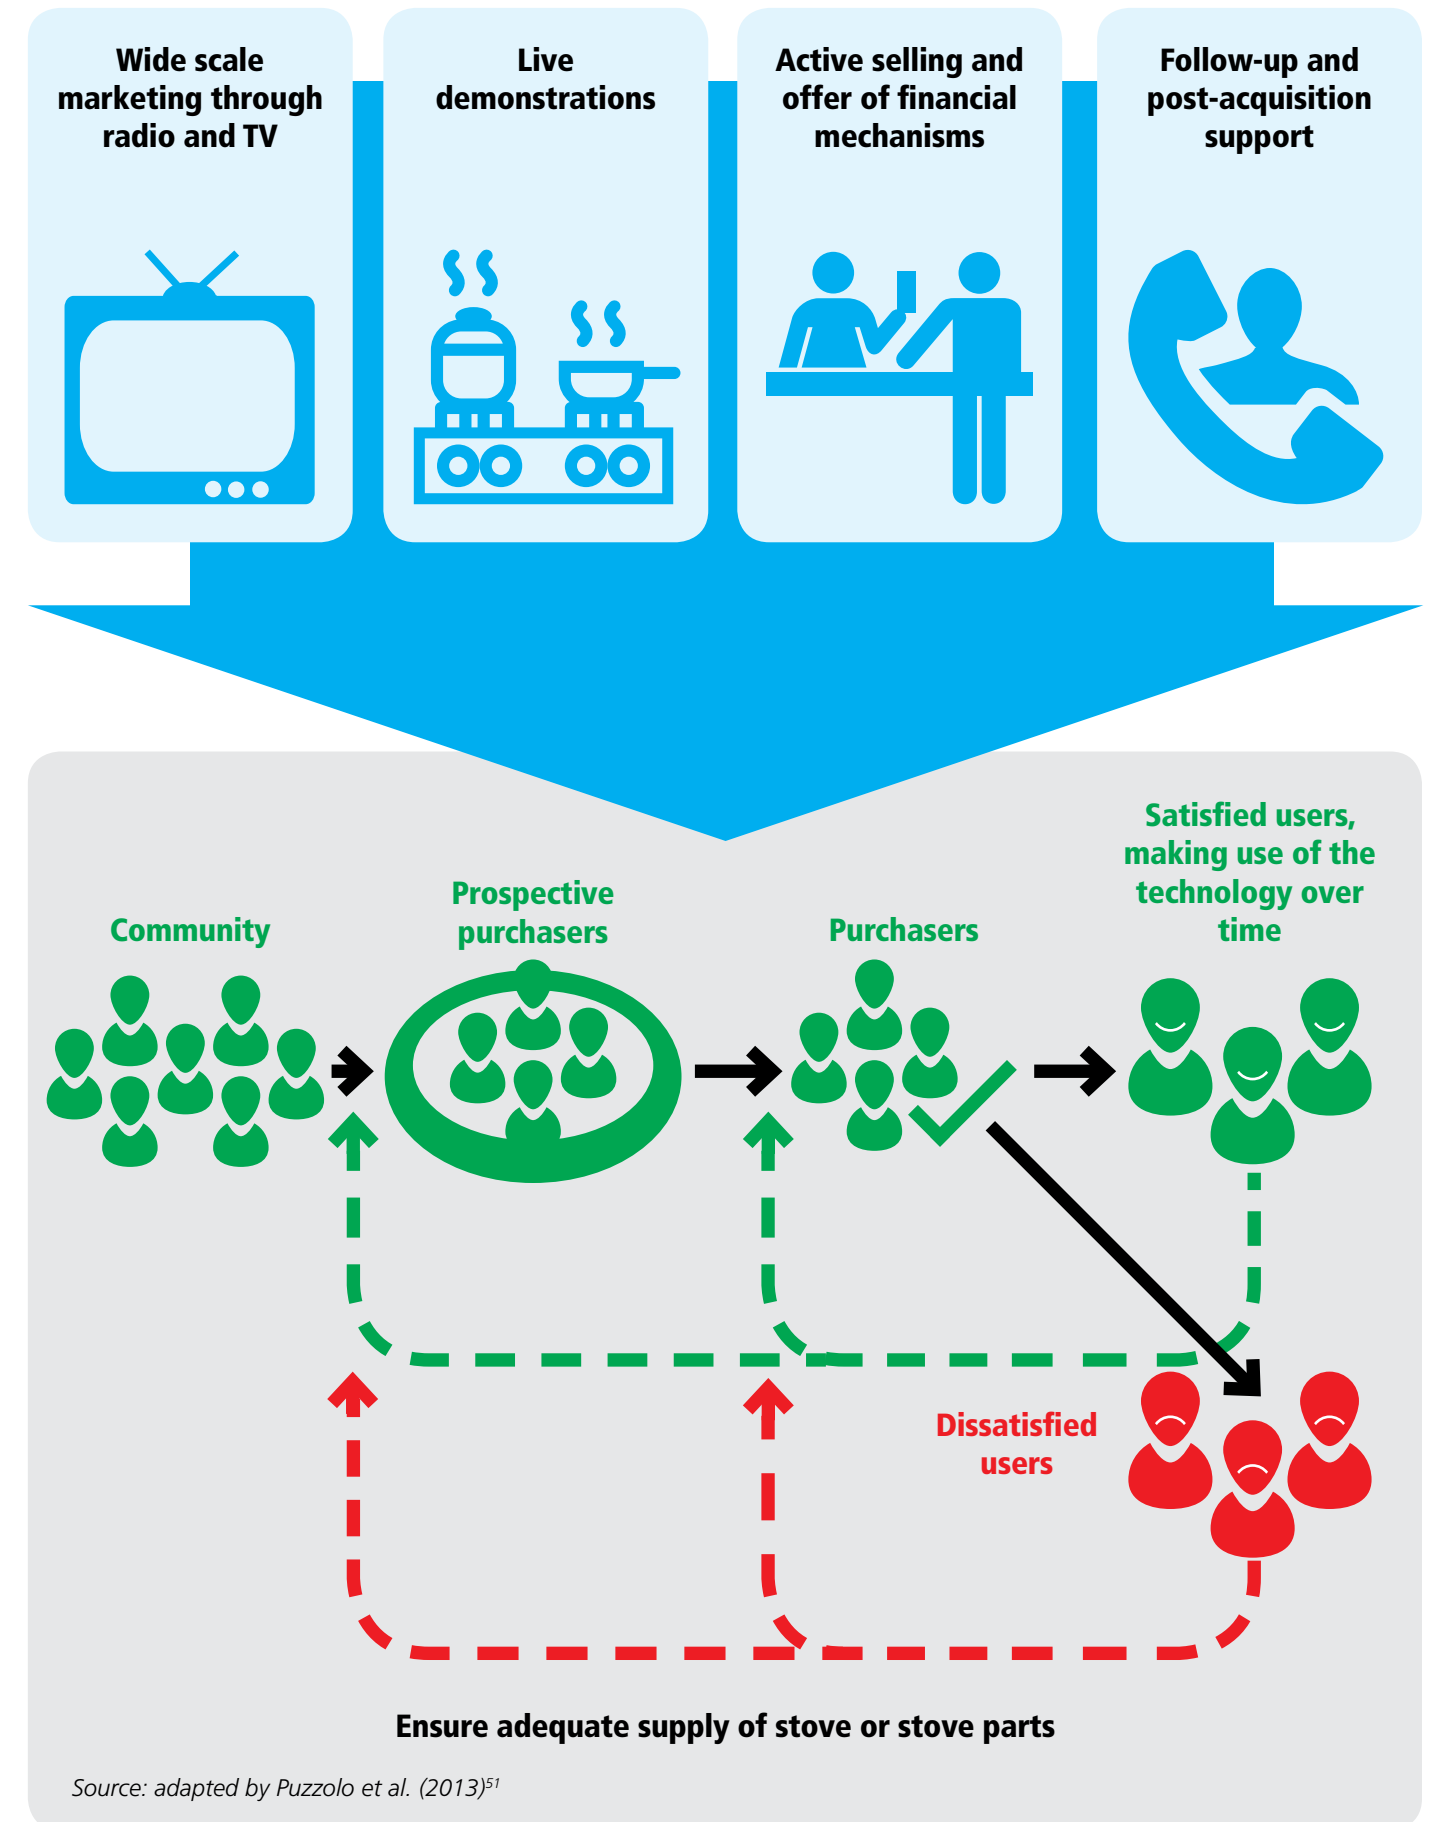 Wide scale
marketing through
radio and TV
Live
demonstrations
Active selling and
offer of financial
mechanisms
Follow-up and
post-acquisition
support
Community
Prospective
purchasers
Purchasers
Satisfied users,
making use of the
technology over
time
Dissatisfied
users
Ensure adequate supply of stove or stove parts
Source: adapted by Puzzolo et al. (2013)51